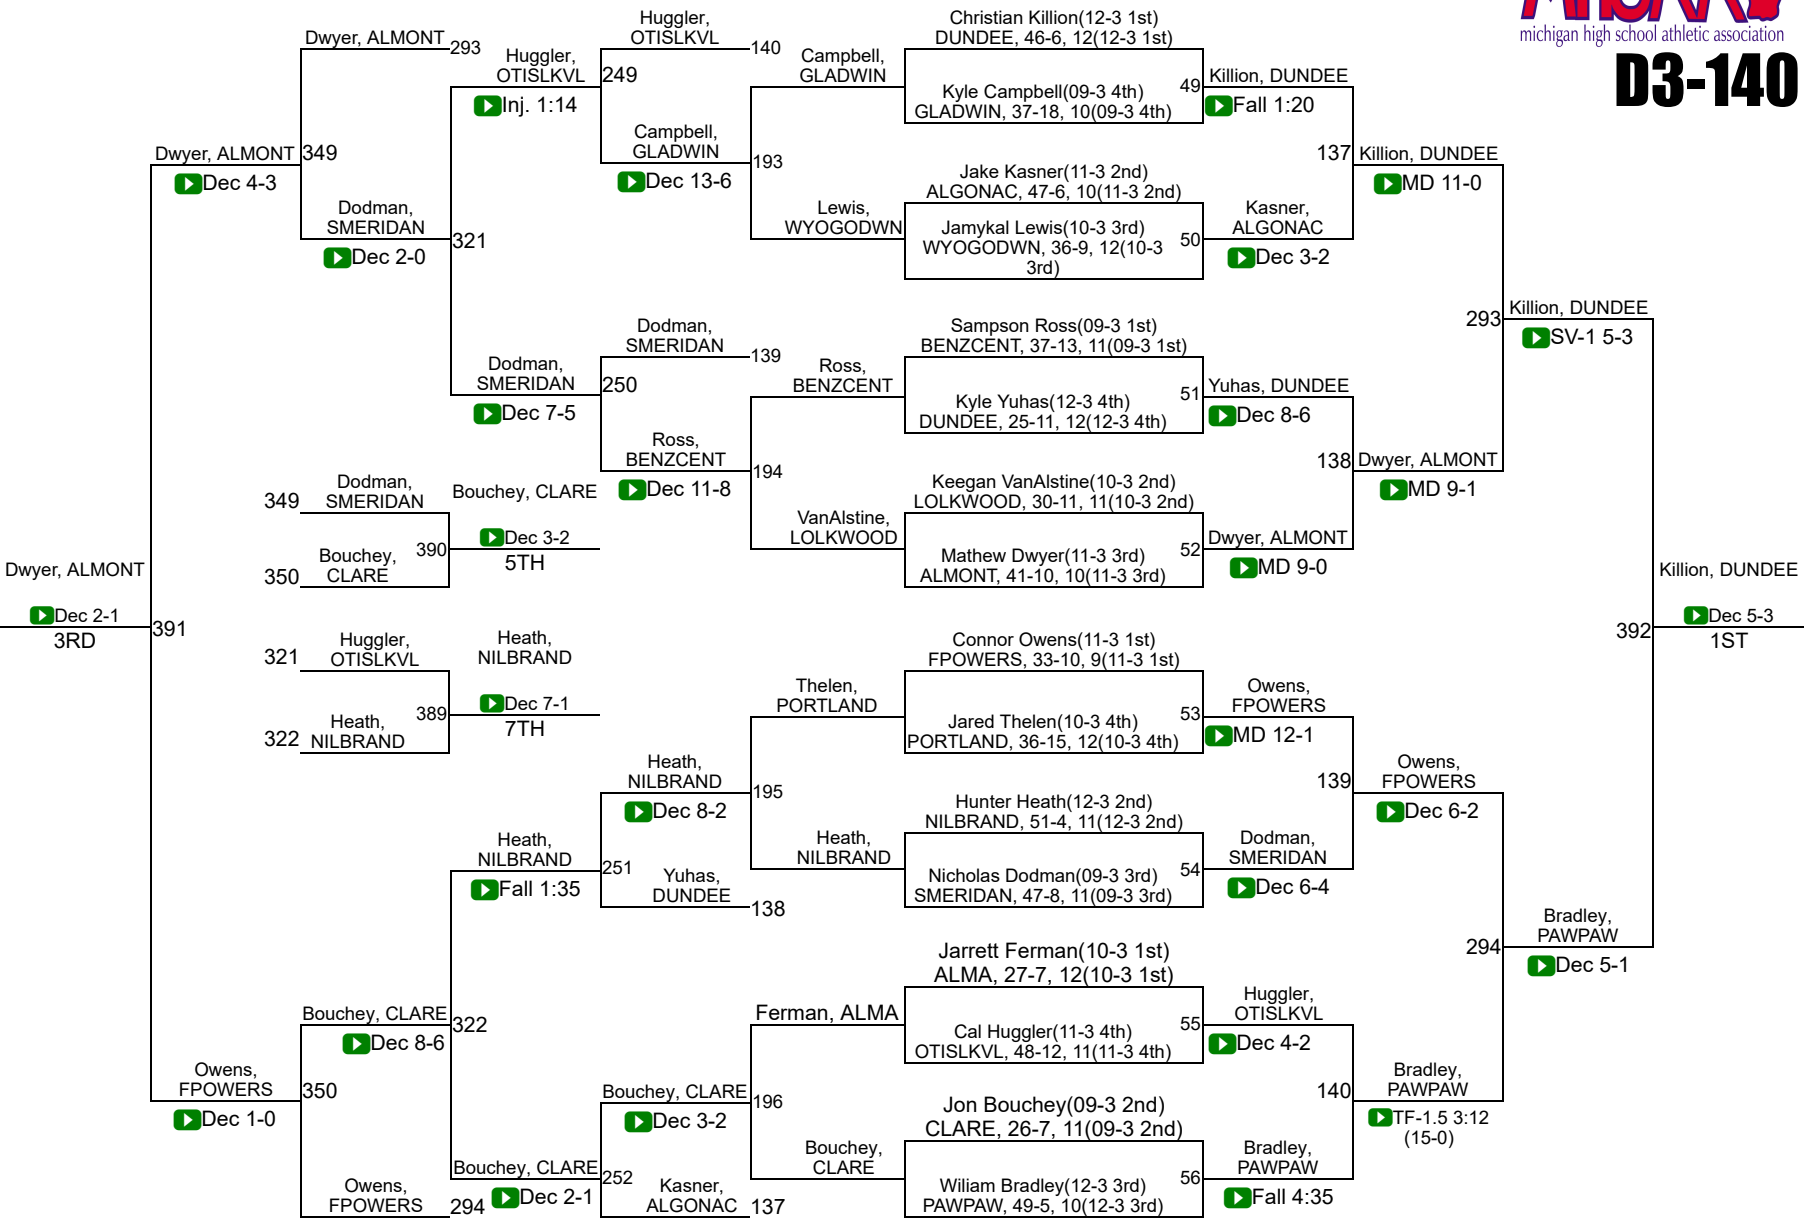 MHSAA
michigan high school athletic association
D3-140
Dwyer, ALMONT
293
Huggler,
OTISLKVL
Inj. 1:14
Huggler,
OTISLKVL
140
249
Campbell,
GLADWIN
Dec 13-6
193
Campbell,
GLADWIN
Lewis,
WYOGODWN
Christian Killion(12-3 1st)
DUNDEE, 46-6, 12(12-3 1st)
Kyle Campbell(09-3 4th)
GLADWIN, 37-18, 10(09-3 4th)
49
Killion, DUNDEE
Fall 1:20
Jake Kasner(11-3 2nd)
ALGONAC, 47-6, 10(11-3 2nd)
Jamykal Lewis(10-3 3rd)
WYOGODWN, 36-9, 12(10-3
3rd)
50
Kasner,
ALGONAC
Dec 3-2
137
Killion, DUNDEE
MD 11-0
Dwyer, ALMONT
Dec 4-3
349
Dodman,
SMERIDAN
Dec 2-0
321
Dodman,
SMERIDAN
Dec 7-5
Dodman,
SMERIDAN
139
250
Ross,
BENZCENT
Dec 11-8
194
Ross,
BENZCENT
VanAlstine,
LOLKWOOD
Sampson Ross(09-3 1st)
BENZCENT, 37-13, 11(09-3 1st)
Kyle Yuhas(12-3 4th)
DUNDEE, 25-11, 12(12-3 4th)
51
Yuhas, DUNDEE
Dec 8-6
Keegan VanAlstine(10-3 2nd)
LOLKWOOD, 30-11, 11(10-3 2nd)
Mathew Dwyer(11-3 3rd)
ALMONT, 41-10, 10(11-3 3rd)
52
Dwyer, ALMONT
MD 9-0
138
Dwyer, ALMONT
MD 9-1
293
Killion, DUNDEE
SV-1 5-3
349
Dodman,
SMERIDAN
350
Bouchey,
CLARE
390
Bouchey, CLARE
Dec 3-2
5TH
Dwyer, ALMONT
Dec 2-1
3RD
391
321
Huggler,
OTISLKVL
322
Heath,
NILBRAND
389
Heath,
NILBRAND
Dec 7-1
7TH
392
Killion, DUNDEE
Dec 5-3
1ST
Thelen,
PORTLAND
Connor Owens(11-3 1st)
FPOWERS, 33-10, 9(11-3 1st)
Jared Thelen(10-3 4th)
PORTLAND, 36-15, 12(10-3 4th)
53
Owens,
FPOWERS
MD 12-1
Heath,
NILBRAND
Dec 8-2
195
Heath,
NILBRAND
Hunter Heath(12-3 2nd)
NILBRAND, 51-4, 11(12-3 2nd)
Nicholas Dodman(09-3 3rd)
SMERIDAN, 47-8, 11(09-3 3rd)
54
Dodman,
SMERIDAN
Dec 6-4
139
Owens,
FPOWERS
Dec 6-2
Heath,
NILBRAND
Fall 1:35
251
Yuhas,
DUNDEE
138
294
Bradley,
PAWPAW
Dec 5-1
Ferman, ALMA
Jarrett Ferman(10-3 1st)
ALMA, 27-7, 12(10-3 1st)
Cal Huggler(11-3 4th)
OTISLKVL, 48-12, 11(11-3 4th)
55
Huggler,
OTISLKVL
Dec 4-2
Bouchey, CLARE
Dec 8-6
322
Owens,
FPOWERS
Dec 1-0
350
Bouchey, CLARE
Dec 3-2
196
Bouchey,
CLARE
Jon Bouchey(09-3 2nd)
CLARE, 26-7, 11(09-3 2nd)
Wiliam Bradley(12-3 3rd)
PAWPAW, 49-5, 10(12-3 3rd)
56
Bradley,
PAWPAW
Fall 4:35
140
Bradley,
PAWPAW
TF-1.5 3:12
(15-0)
Owens,
FPOWERS
294
Bouchey, CLARE
Dec 2-1
252
Kasner,
ALGONAC
137